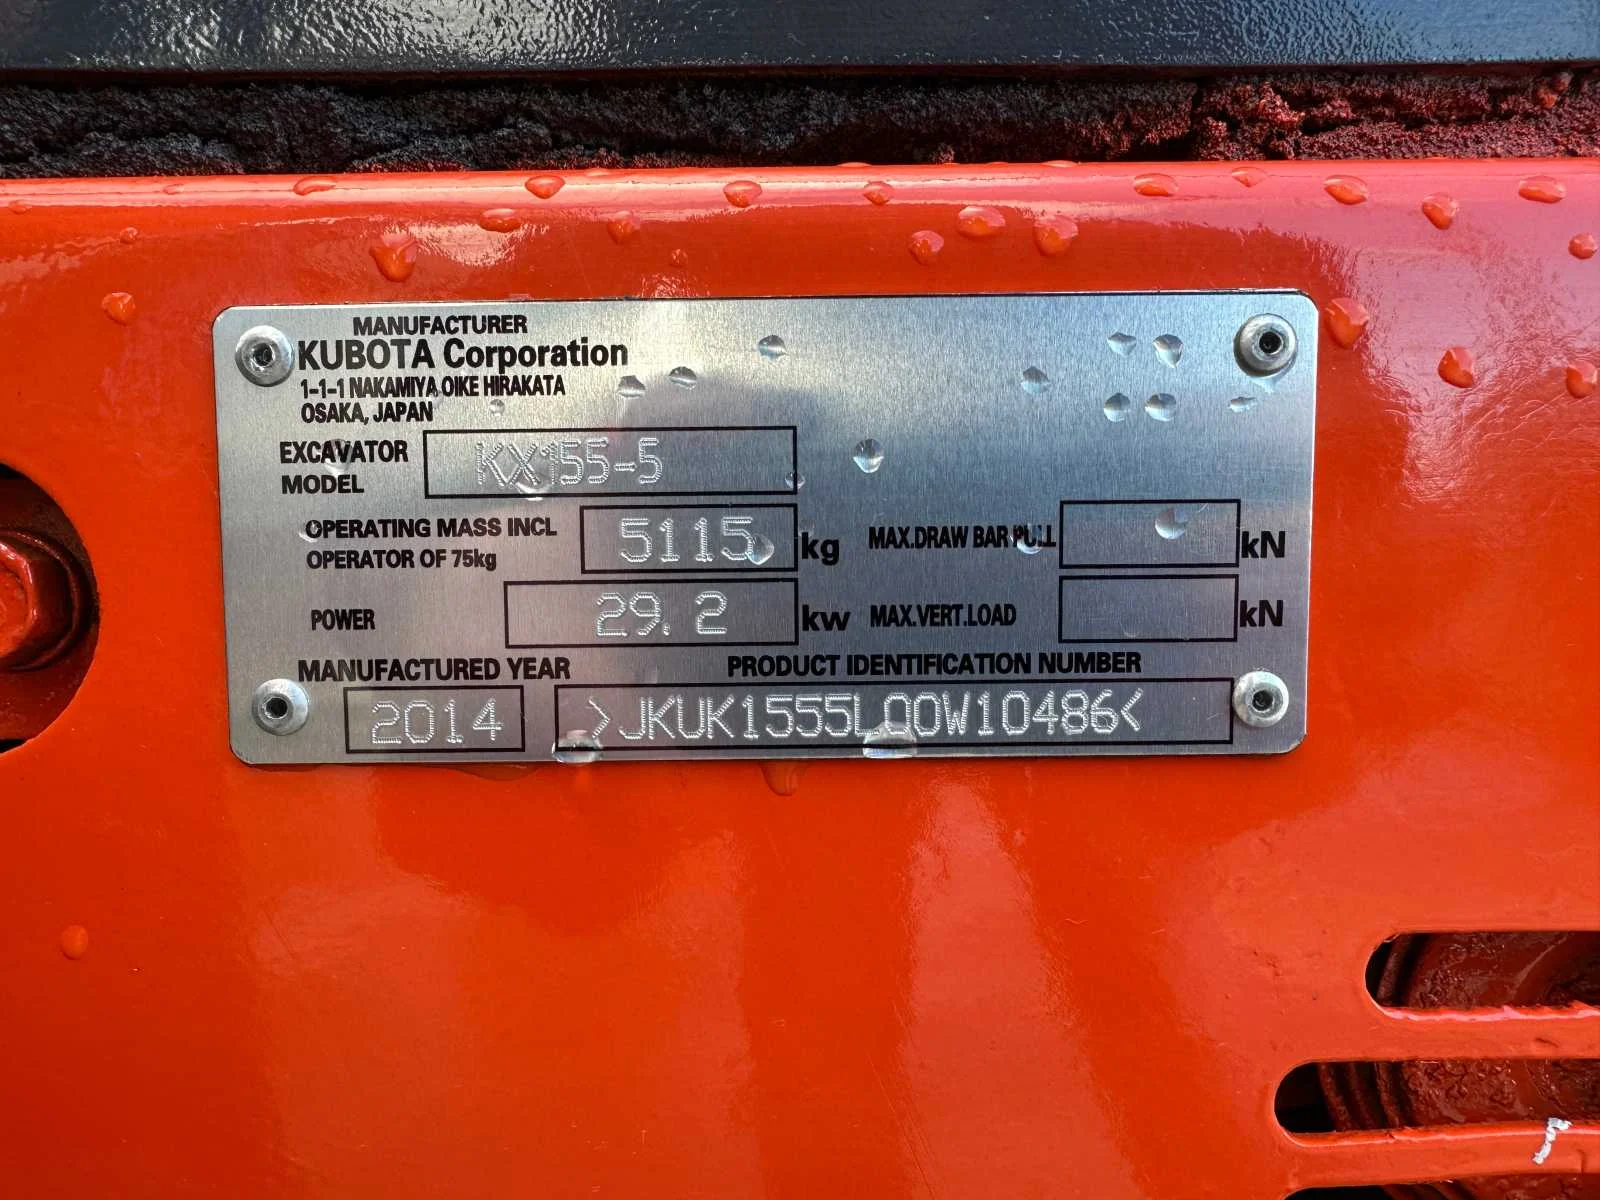 MANUFACTURER
KUBOTA Corporation
1-1-1 NAKAMIYA OIKE HIRAKATA
OSAKA, JAPAN
EXCAVATOR MODEL KX155-5
OPERATING MASS INCL OPERATOR OF 75kg 5115 kg MAX.DRAW BAR PULL kN
POWER 29.2 kw MAX.VERT.LOAD kN
MANUFACTURED YEAR PRODUCT IDENTIFICATION NUMBER
2014 >JKUK1555L00W10486<